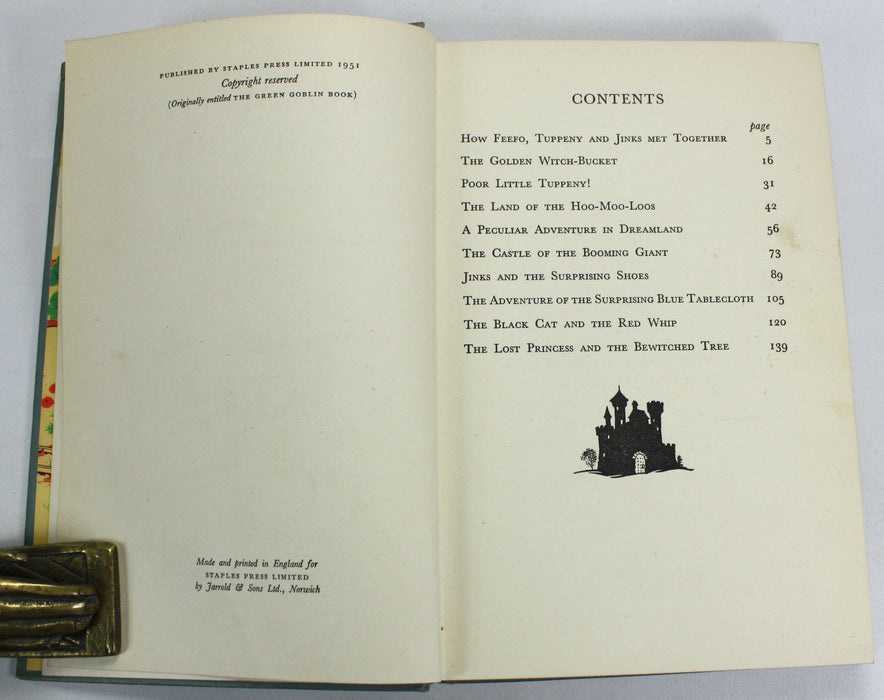 PUBLISHED BY STAPLES PRESS LIMITED 1951
Copyright reserved
(Originally entitled THE GREEN GOBLIN BOOK)
Made and printed in England for
STAPLES PRESS LIMITED
by Jarrold & Sons Ltd., Norwich
CONTENTS
page
How Feefo, Tuppeny and Jinks met Together 5
The Golden Witch-Bucket 16
Poor Little Tuppeny! 31
The Land of the Hoo-Moo-Loos 42
A Peculiar Adventure in Dreamland 56
The Castle of the Booming Giant 73
Jinks and the Surprising Shoes 89
The Adventure of the Surprising Blue Tablecloth 105
The Black Cat and the Red Whip 120
The Lost Princess and the Bewitched Tree 139